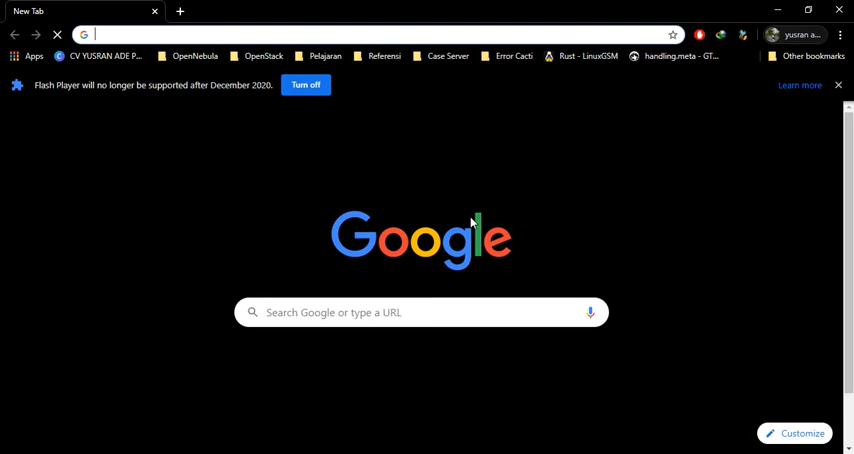 New Tab
G
yusran a...
Apps
CV YUSRAN ADE P...
OpenNebula
OpenStack
Pelajaran
Referensi
Case Server
Error Cacti
Rust - LinuxGSM
handling.meta - GT...
Other bookmarks
Flash Player will no longer be supported after December 2020.
Turn off
Learn more
Google
Search Google or type a URL
Customize